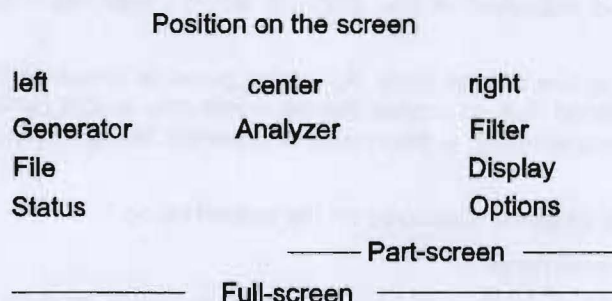 Position on the screen
left center right
Generator Analyzer Filter
File Display
Status Options
Part-screen
Full-screen